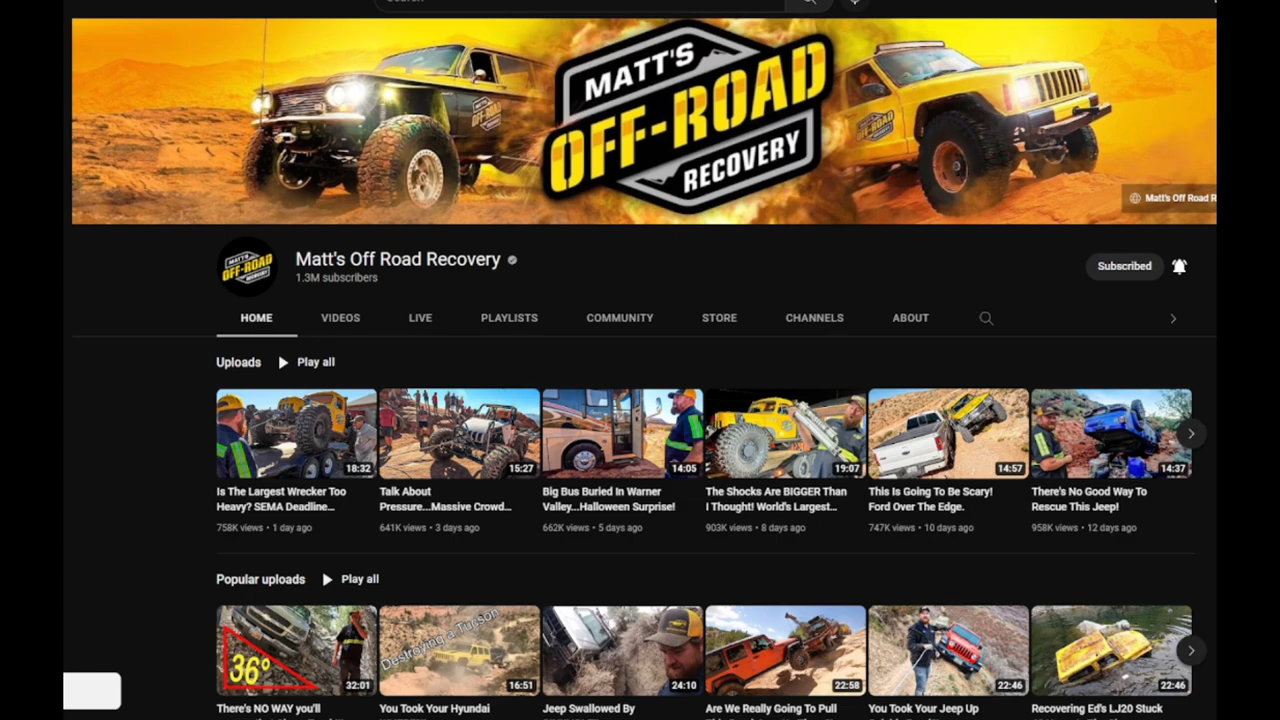 MATT'S
OFF-ROAD
RECOVERY
Matt's Off Road R
Matt's Off Road Recovery
1.3M subscribers
Subscribed
HOME VIDEOS LIVE PLAYLISTS COMMUNITY STORE CHANNELS ABOUT
Uploads Play all
18:32 15:27 14:05 19:07 14:57 14:37
Is The Largest Wrecker Too
Heavy? SEMA Deadline...
758K views • 1 day ago
Talk About
Pressure...Massive Crowd...
641K views • 3 days ago
Big Bus Buried In Warner
Valley...Halloween Surprise!
662K views • 5 days ago
The Shocks Are BIGGER Than
I Thought! World's Largest...
903K views • 8 days ago
This Is Going To Be Scary!
Ford Over The Edge.
747K views • 10 days ago
There's No Good Way To
Rescue This Jeep!
958K views • 12 days ago
Popular uploads Play all
36°
Destroying a Tucson
32:01 16:51 24:10 22:58 22:46 22:46
There's NO WAY you'll
You Took Your Hyundai
Jeep Swallowed By
Are We Really Going To Pull
You Took Your Jeep Up
Recovering Ed's LJ20 Stuck